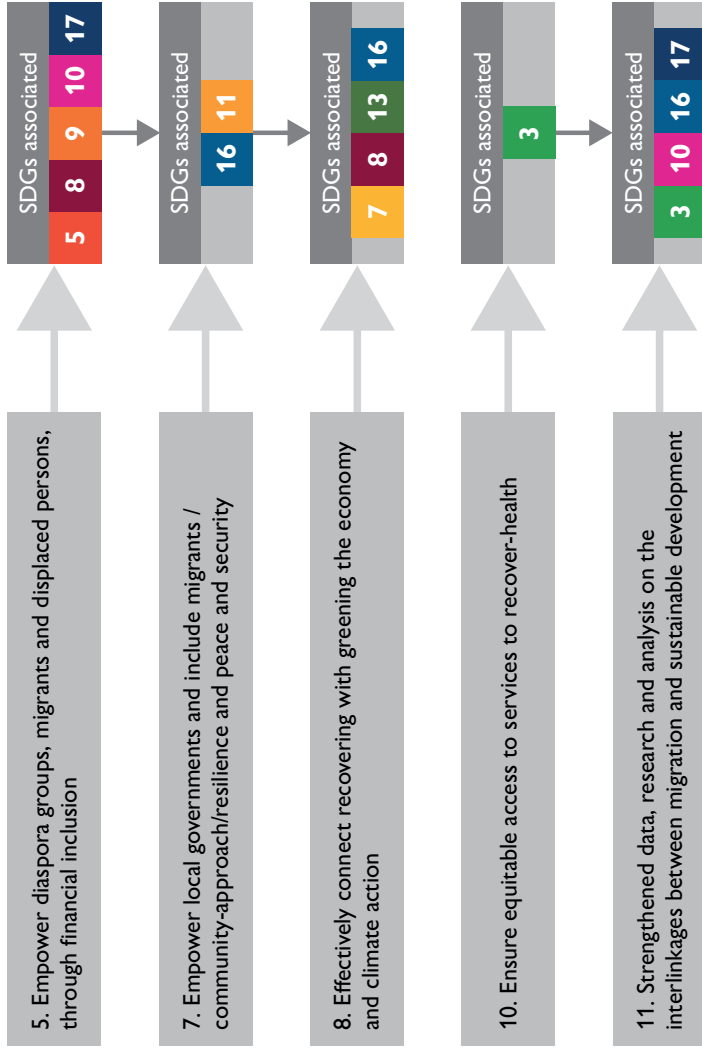 5. Empower diaspora groups, migrants and displaced persons,
through financial inclusion
SDGs associated
5 8 9 10 17
7. Empower local governments and include migrants /
community-approach/resilience and peace and security
SDGs associated
16 11
8. Effectively connect recovering with greening the economy
and climate action
SDGs associated
7 8 13 16
10. Ensure equitable access to services to recover-health
SDGs associated
3
11. Strengthened data, research and analysis on the
interlinkages between migration and sustainable development
SDGs associated
3 10 16 17